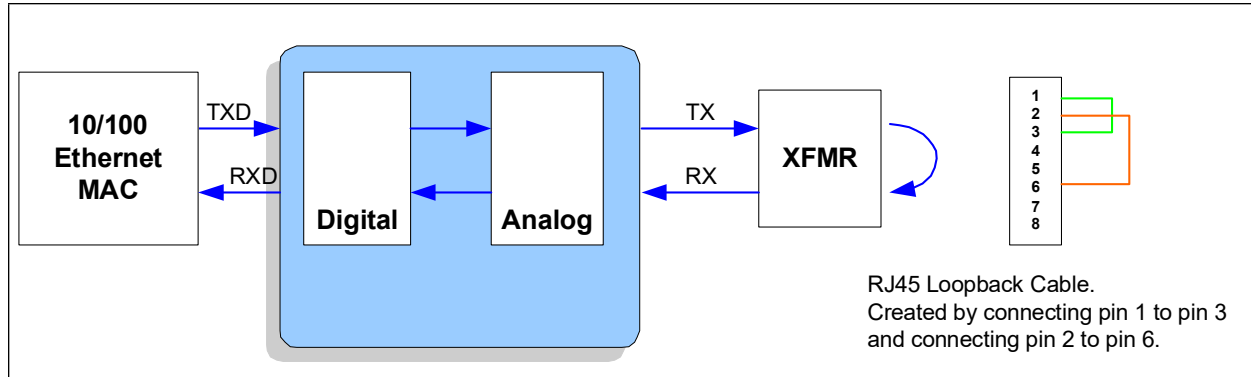 10/100
Ethernet
MAC
TXD
RXD
Digital
Analog
TX
RX
XFMR
1
2
3
4
5
6
7
8
RJ45 Loopback Cable.
Created by connecting pin 1 to pin 3
and connecting pin 2 to pin 6.